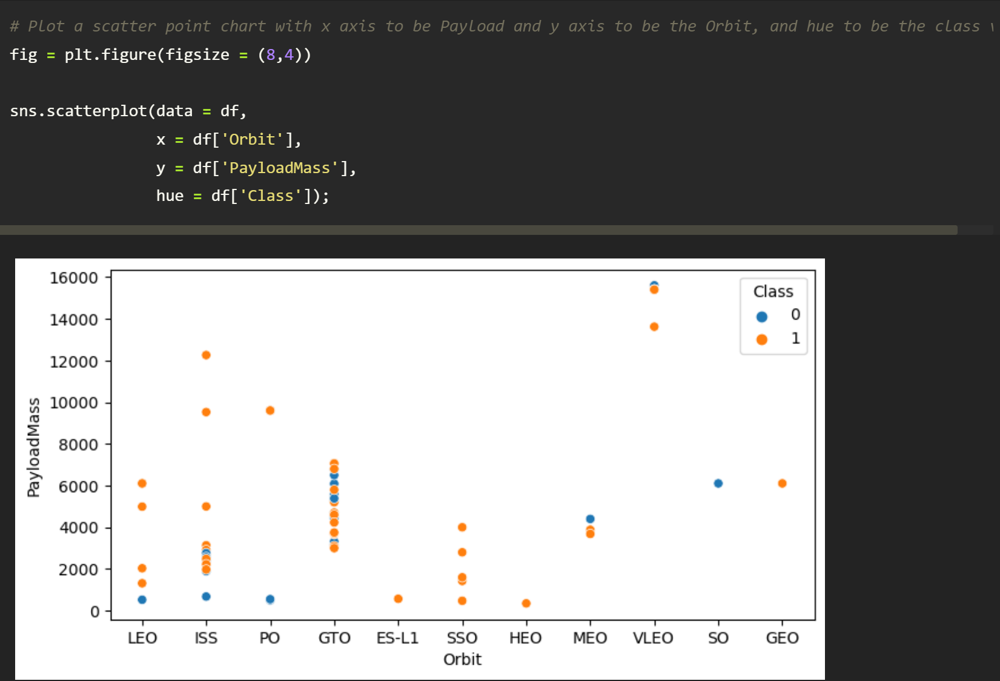 # Plot a scatter point chart with x axis to be Payload and y axis to be the Orbit, and hue to be the class
fig = plt.figure(figsize = (8,4))
sns.scatterplot(data = df,
x = df['Orbit'],
y = df['PayloadMass'],
hue = df['Class']);
16000
14000
12000
10000
8000
6000
4000
2000
0
PayloadMass
Class
0
1
LEO ISS PO GTO ES-L1 SSO HEO MEO VLEO SO GEO
Orbit